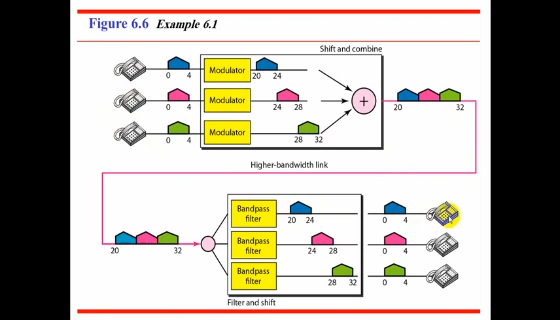 Figure 6.6 Example 6.1
Shift and combine
0 4 Modulator 20 24
0 4 Modulator 24 28
+
20 32
0 4 Modulator 28 32
Higher-bandwidth link
Bandpass
filter
20 24 0 4
20 32
Bandpass
filter
24 28 0 4
Bandpass
filter
28 32 0 4
Filter and shift